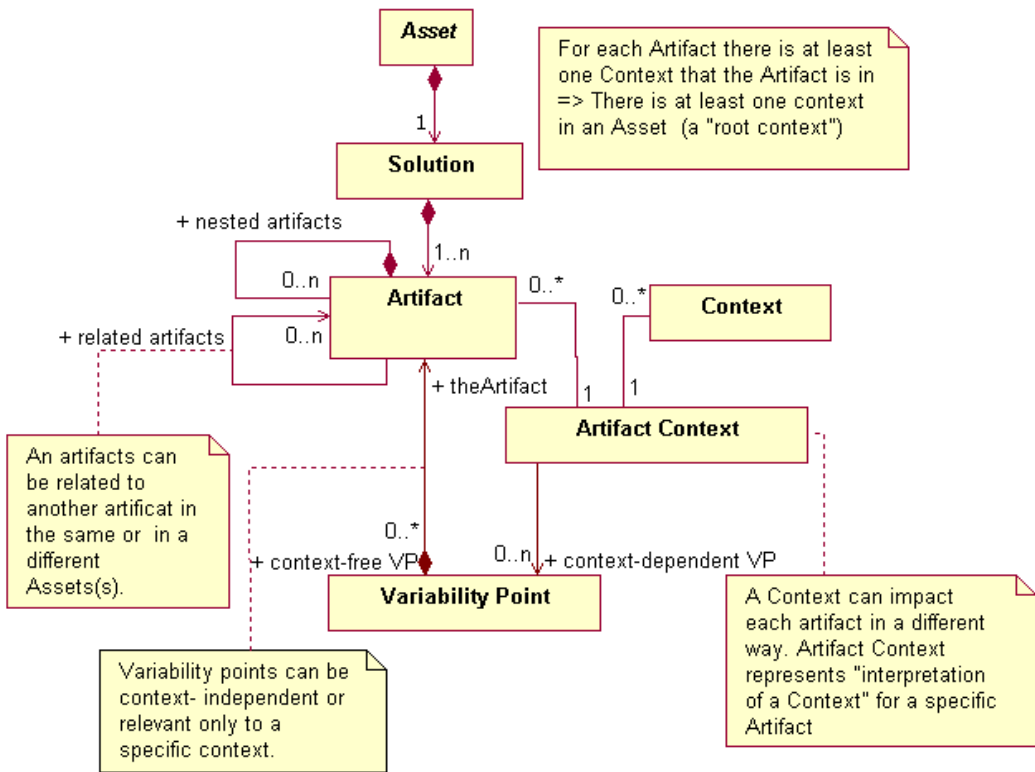 Asset
For each Artifact there is at least
one Context that the Artifact is in
=> There is at least one context
in an Asset (a "root context")
1
Solution
+ nested artifacts
1..n
0..n
Artifact
0..*
0..*
Context
+ related artifacts
0..n
+ theArtifact
1
1
Artifact Context
An artifacts can
be related to
another artificat in
the same or in a
different
Assets(s).
0..*
+ context-free VP
0..n
+ context-dependent VP
Variability Point
A Context can impact
each artifact in a different
way. Artifact Context
represents "interpretation
of a Context" for a specific
Artifact
Variability points can be
context- independent or
relevant only to a
specific context.